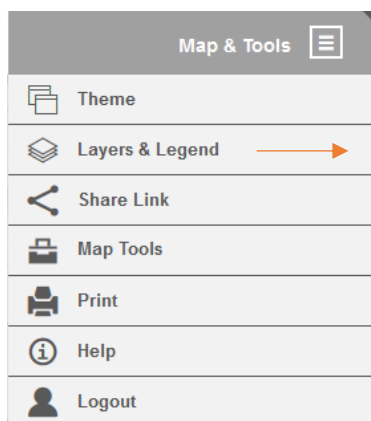 Map & Tools
Theme
Layers & Legend
Share Link
Map Tools
Print
Help
Logout